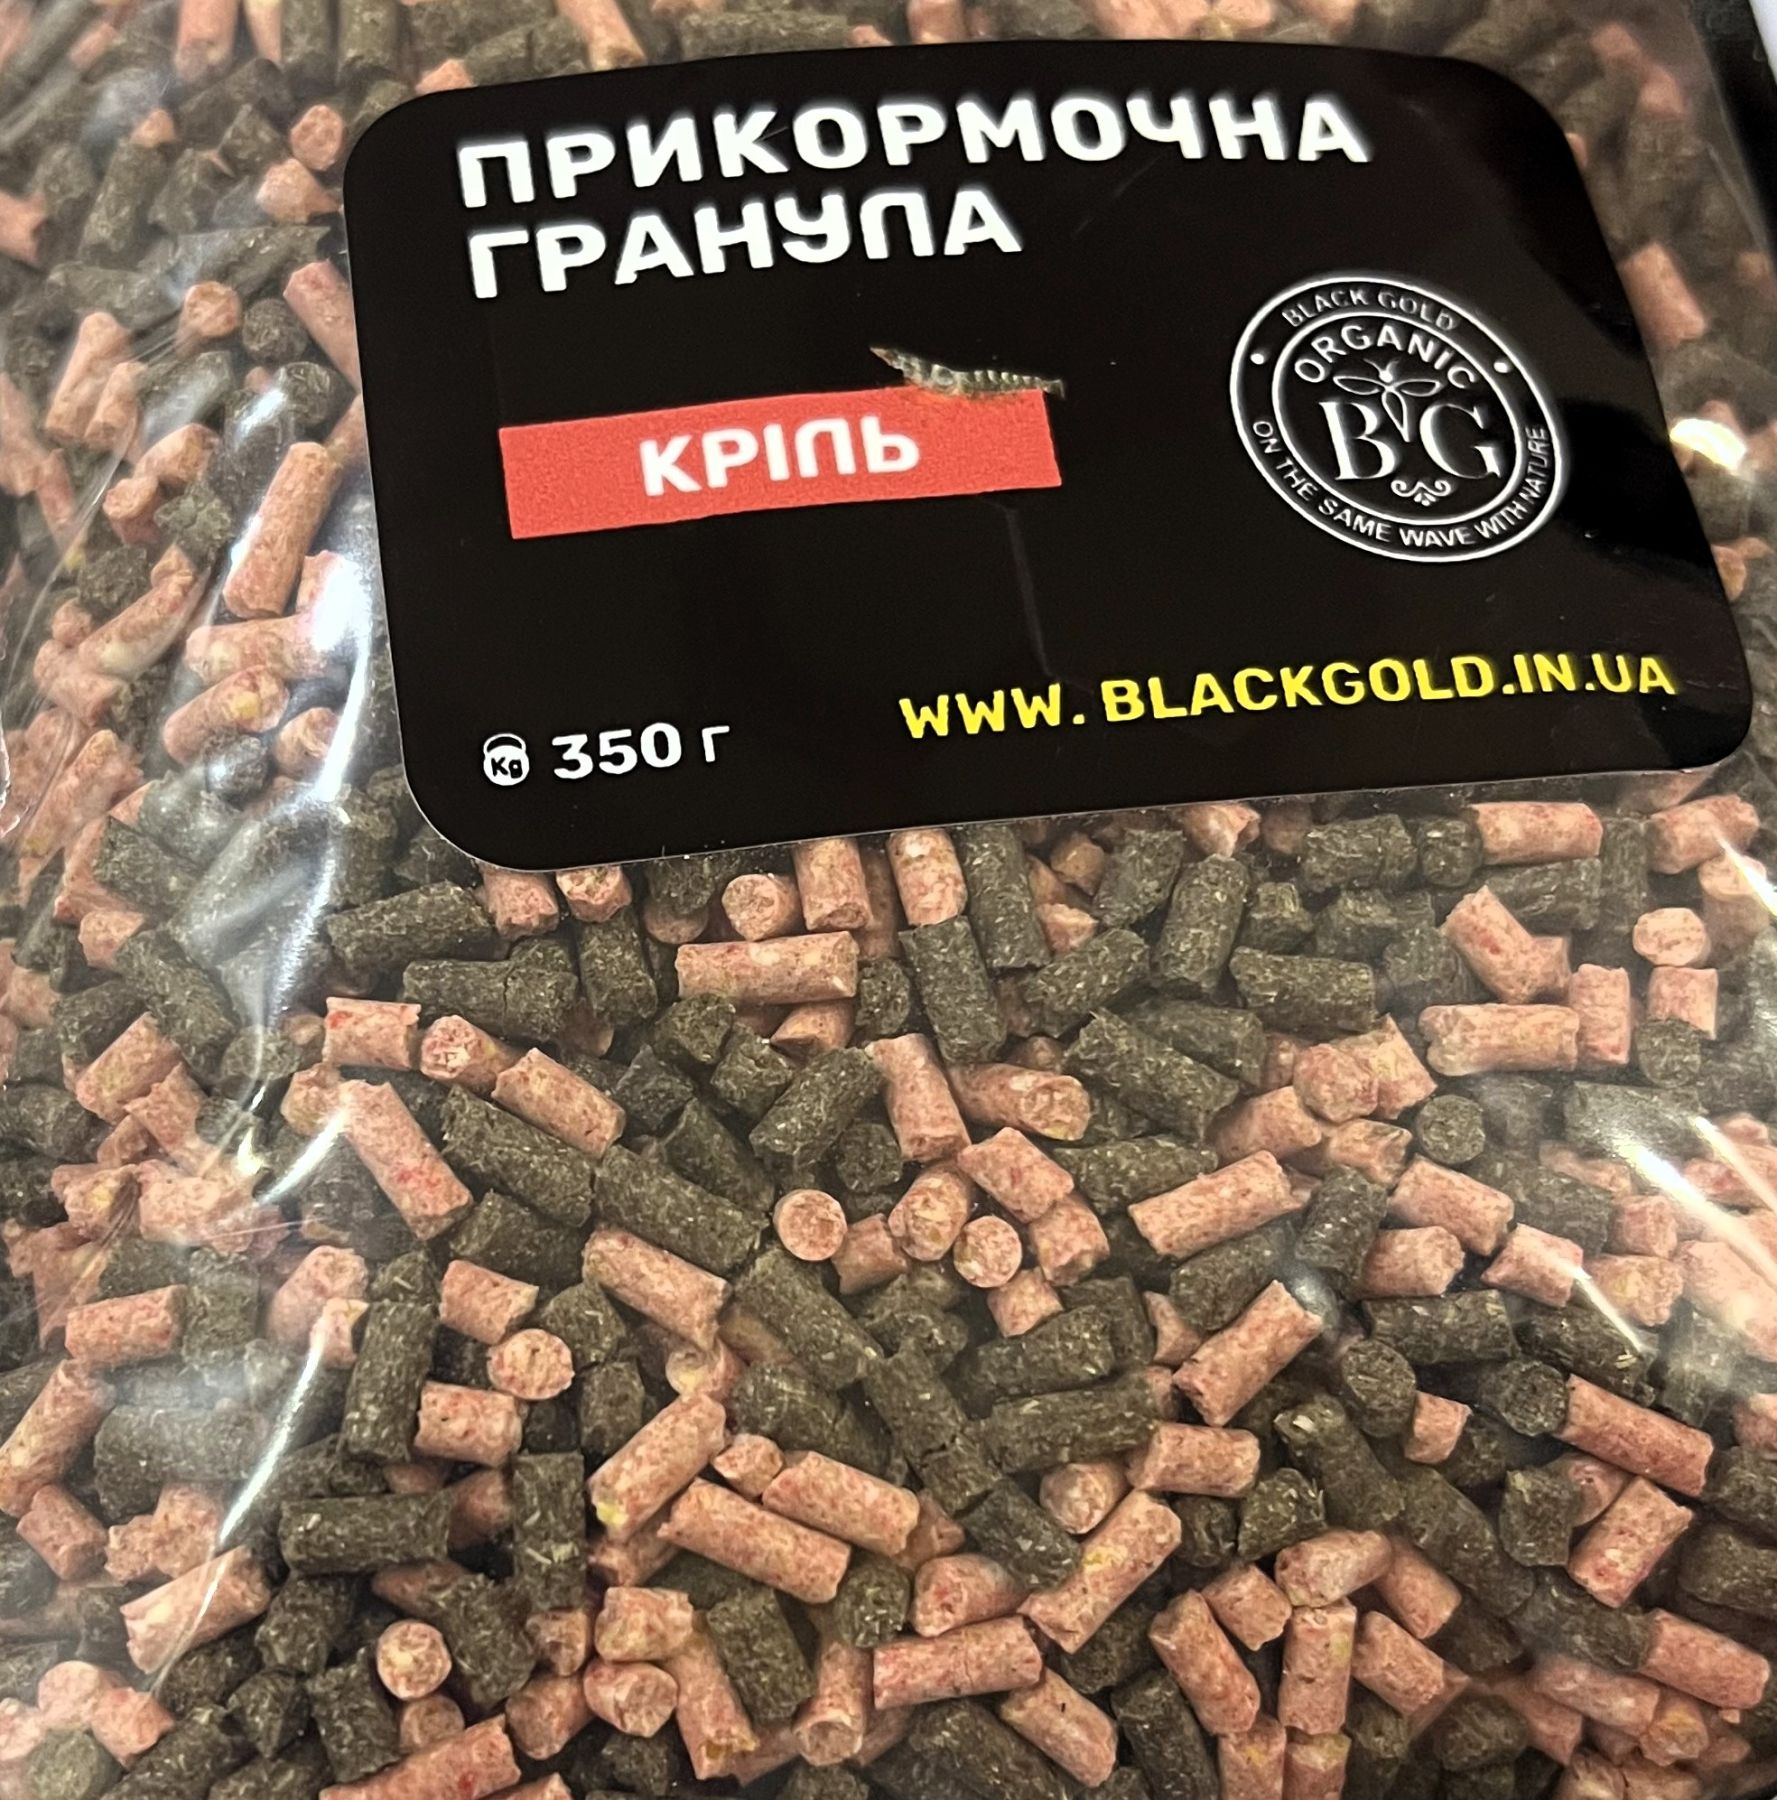 ПРИКОРМОЧНА
ГРАНУЛА
КРІЛЬ
BLACK GOLD
ORGANIC
BG
ON THE SAME WAVE WITH NATURE
Kg 350 г
WWW. BLACKGOLD.IN.UA